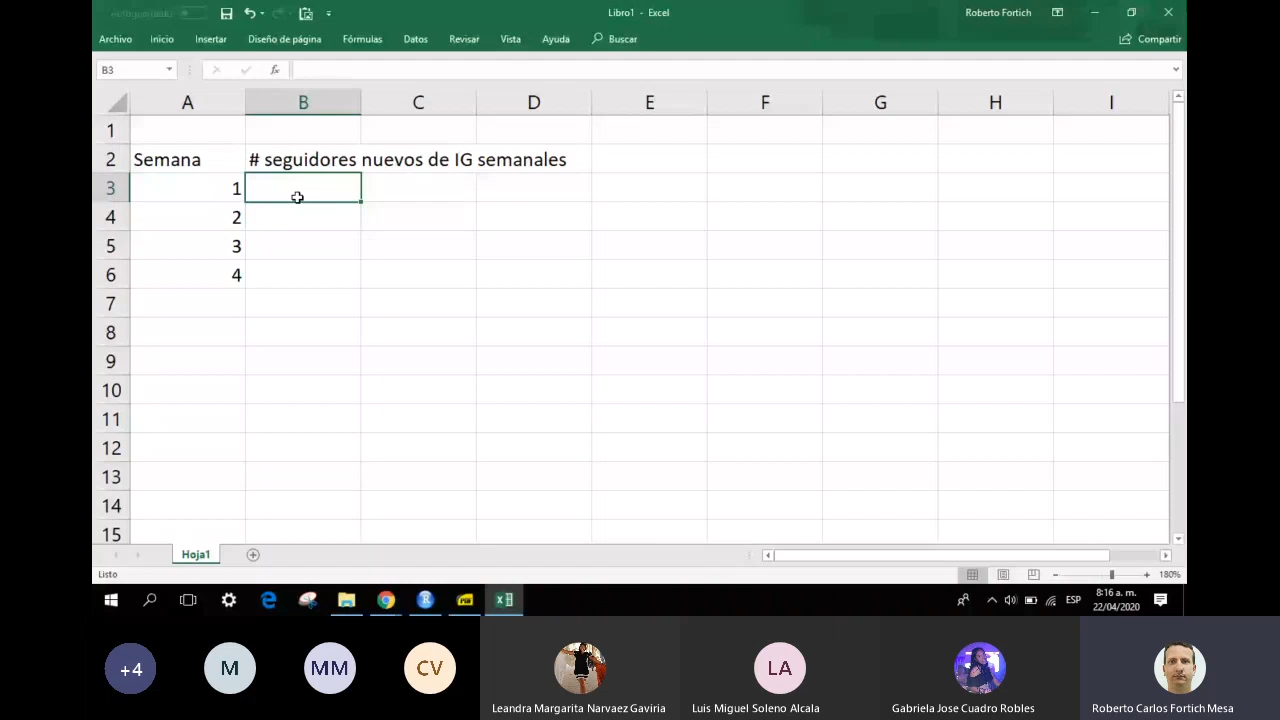 Autoguardado
Libro1 - Excel
Roberto Fortich
Archivo Inicio Insertar Diseño de página Fórmulas Datos Revisar Vista Ayuda Buscar Compartir
B3 fx
A B C D E F G H I
1
2 Semana # seguidores nuevos de IG semanales
3 1
4 2
5 3
6 4
7
8
9
10
11
12
13
14
15
Hoja1
Listo 180%
ESP 8:16 a. m.
22/04/2020
+4 M MM CV LA
Leandra Margarita Narvaez Gaviria Luis Miguel Soleno Alcala Gabriela Jose Cuadro Robles Roberto Carlos Fortich Mesa